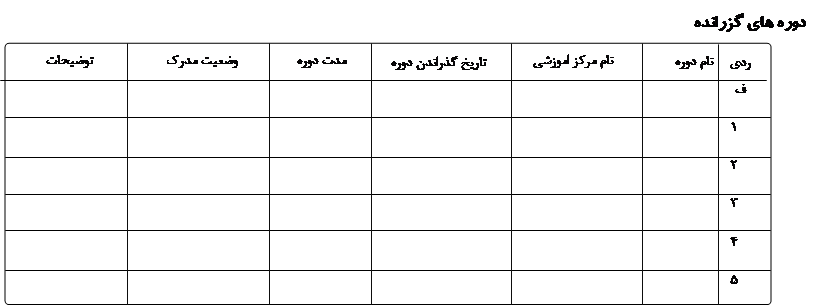 دوره های گزرانده
ردی نام دوره نام مرکز اموزشی تاریخ گذراندن دوره مدت دوره وضعیت مدرک توضیحات
ف
۱
۲
۳
۴
۵